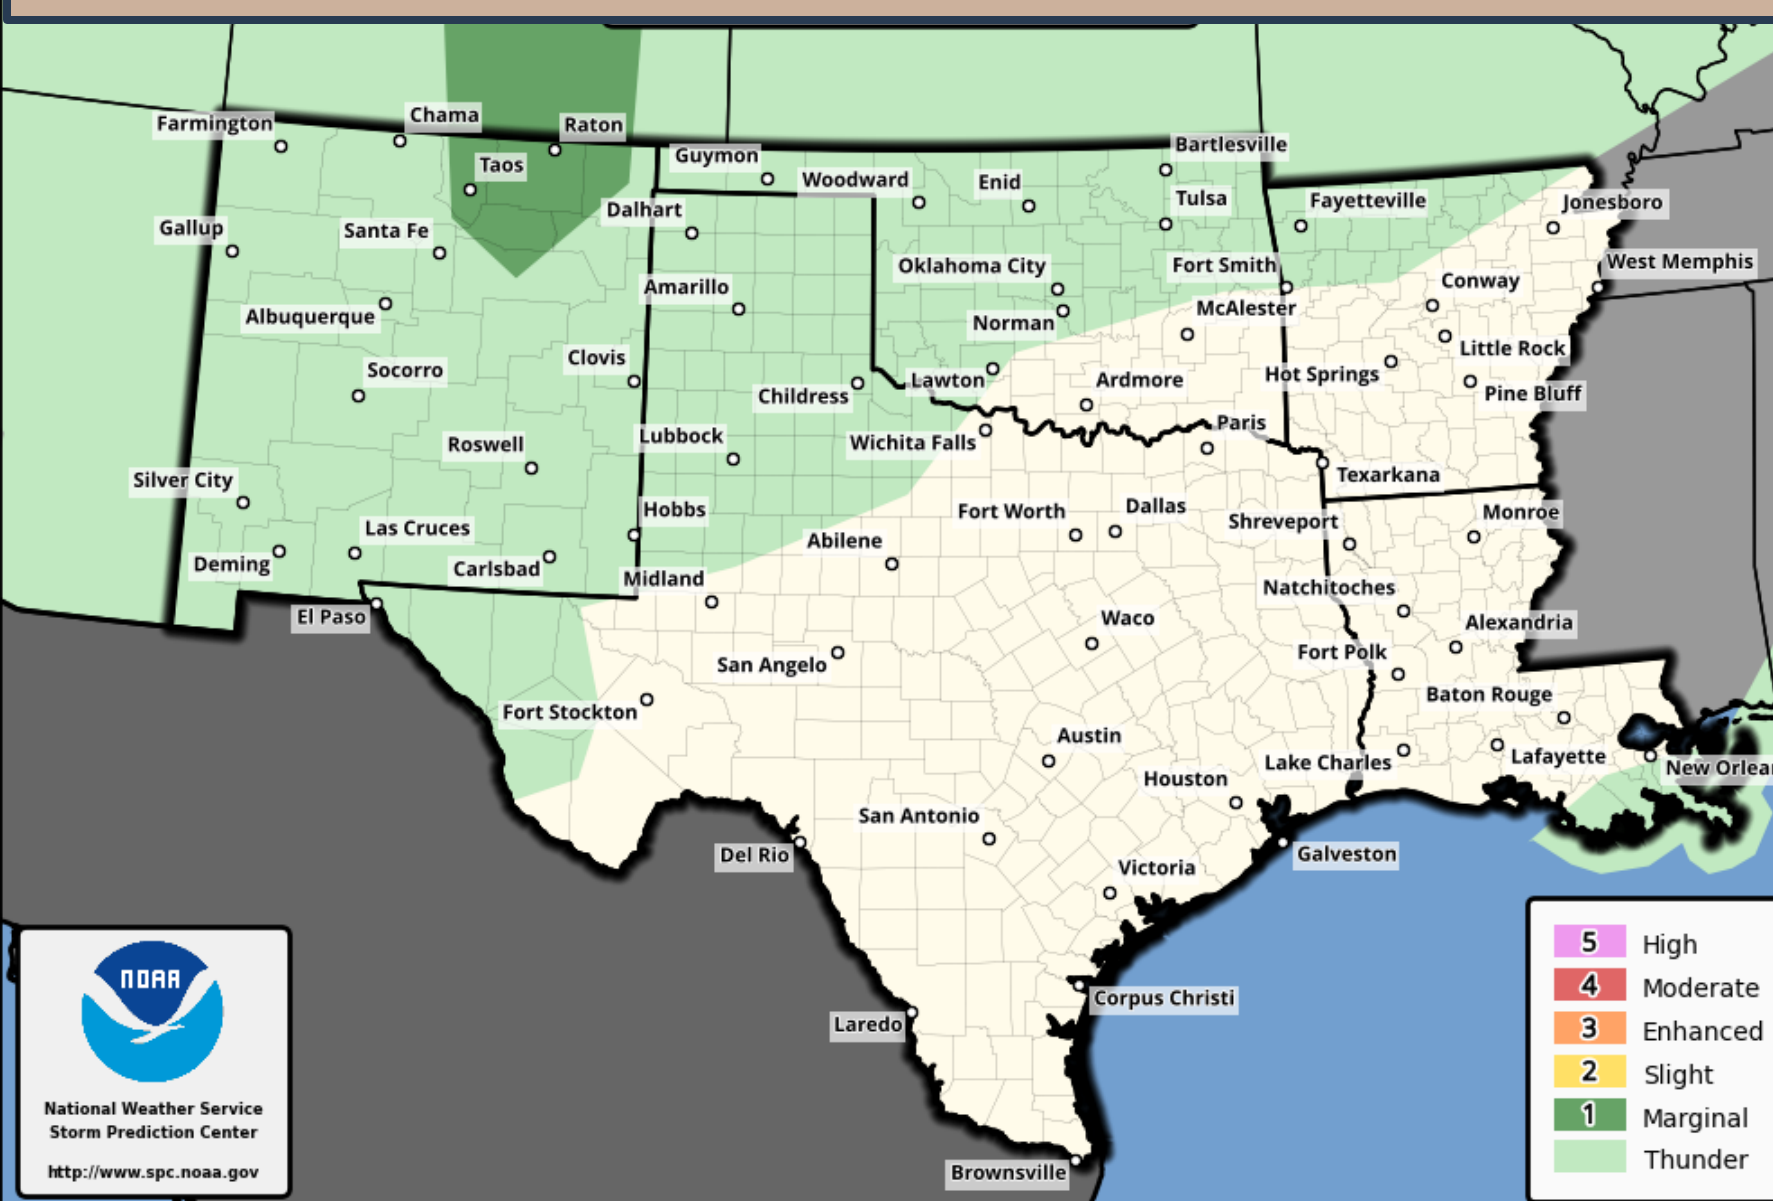 Farmington
Chama
Raton
Taos
Guymon
Woodward
Enid
Bartlesville
Tulsa
Fayetteville
Jonesboro
Gallup
Santa Fe
Dalhart
Oklahoma City
Fort Smith
West Memphis
Amarillo
Conway
Albuquerque
Norman
McAlester
Little Rock
Socorro
Clovis
Childress
Lawton
Ardmore
Hot Springs
Pine Bluff
Roswell
Lubbock
Wichita Falls
Paris
Texarkana
Silver City
Hobbs
Fort Worth
Dallas
Shreveport
Monroe
Las Cruces
Abilene
Deming
Carlsbad
Midland
Natchitoches
El Paso
Waco
Alexandria
San Angelo
Fort Polk
Fort Stockton
Baton Rouge
Austin
Houston
Lake Charles
Lafayette
New Orlean
San Antonio
Del Rio
Galveston
Victoria
Corpus Christi
Laredo
Brownsville
NOAA
National Weather Service
Storm Prediction Center
http://www.spc.noaa.gov
5 High
4 Moderate
3 Enhanced
2 Slight
1 Marginal
Thunder